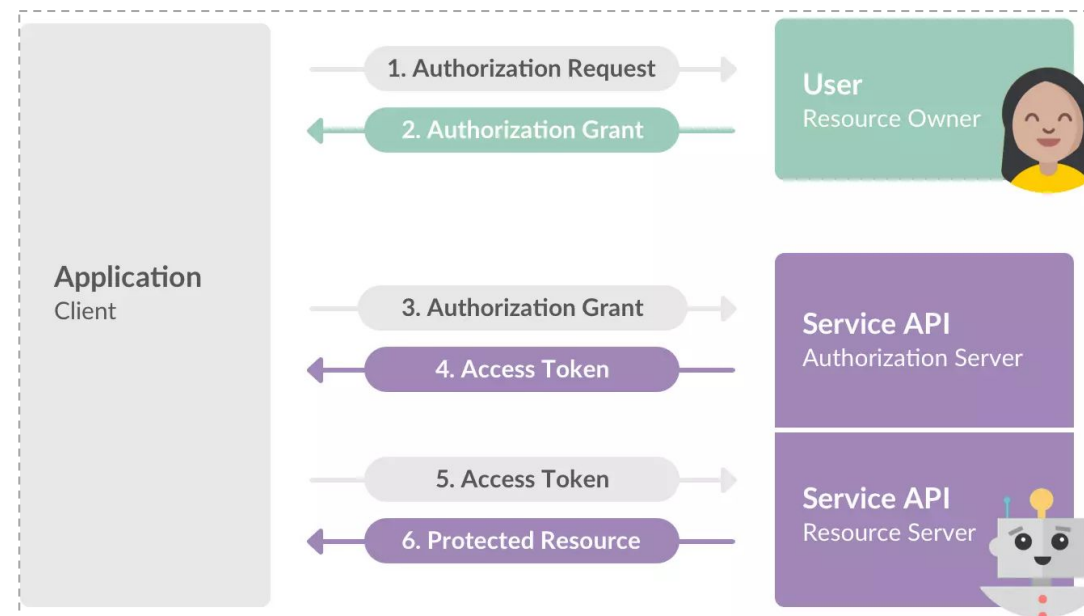 1. Authorization Request
2. Authorization Grant
User
Resource Owner
Application
Client
3. Authorization Grant
4. Access Token
Service API
Authorization Server
5. Access Token
6. Protected Resource
Service API
Resource Server